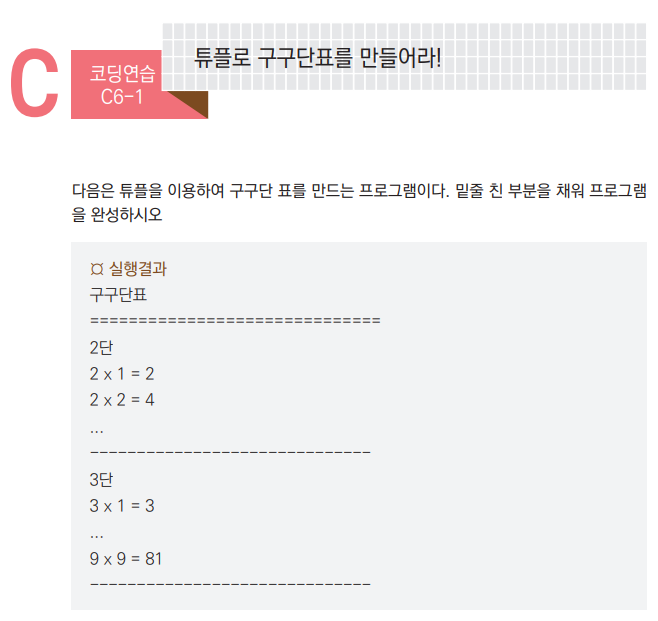 C
코딩연습
C6-1
튜플로 구구단표를 만들어라!
다음은 튜플을 이용하여 구구단 표를 만드는 프로그램이다. 밑줄 친 부분을 채워 프로그램
을 완성하시오
¤ 실행결과
구구단표
==============================
2단
2 x 1 = 2
2 x 2 = 4
...
------------------------------
3단
3 x 1 = 3
...
9 x 9 = 81
------------------------------